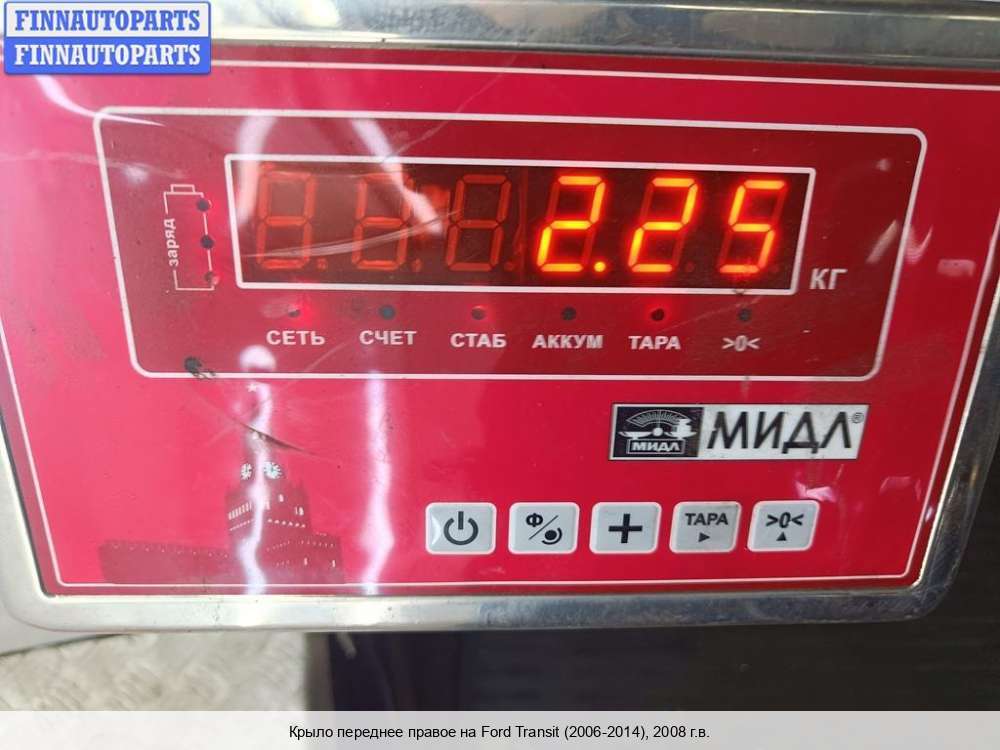 FINNAUTOPARTS
FINNAUTOPARTS
заряд
2.25
КГ
СЕТЬ СЧЕТ СТАБ АККУМ ТАРА >0<
МИДЛ МИДЛ®
Ф
+
ТАРА
>0<
Крыло переднее правое на Ford Transit (2006-2014), 2008 г.в.